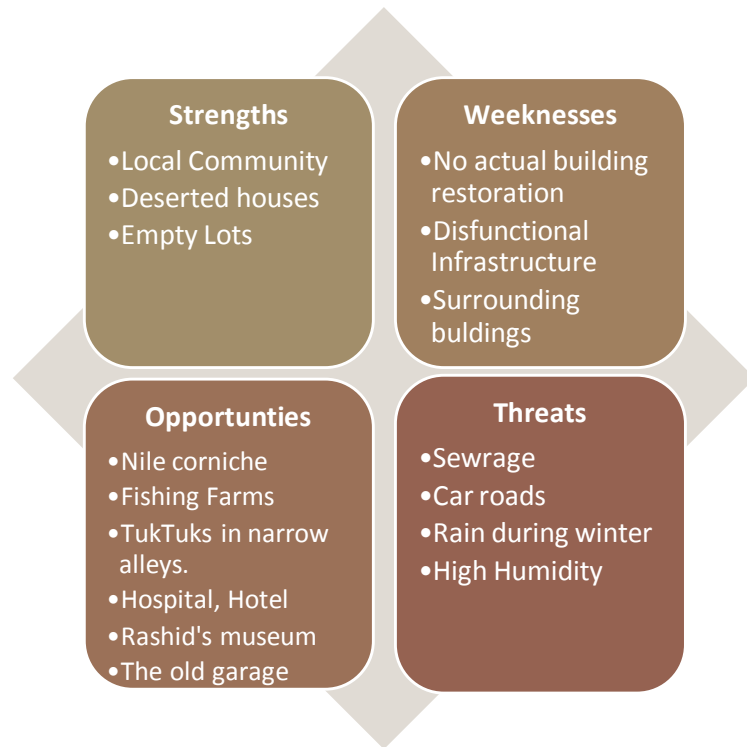 Strengths
•Local Community
•Deserted houses
•Empty Lots
Weeknesses
•No actual building
restoration
•Disfunctional
Infrastructure
•Surrounding
buldings
Opportunties
•Nile corniche
•Fishing Farms
•TukTuks in narrow
alleys.
•Hospital, Hotel
•Rashid's museum
•The old garage
Threats
•Sewrage
•Car roads
•Rain during winter
•High Humidity